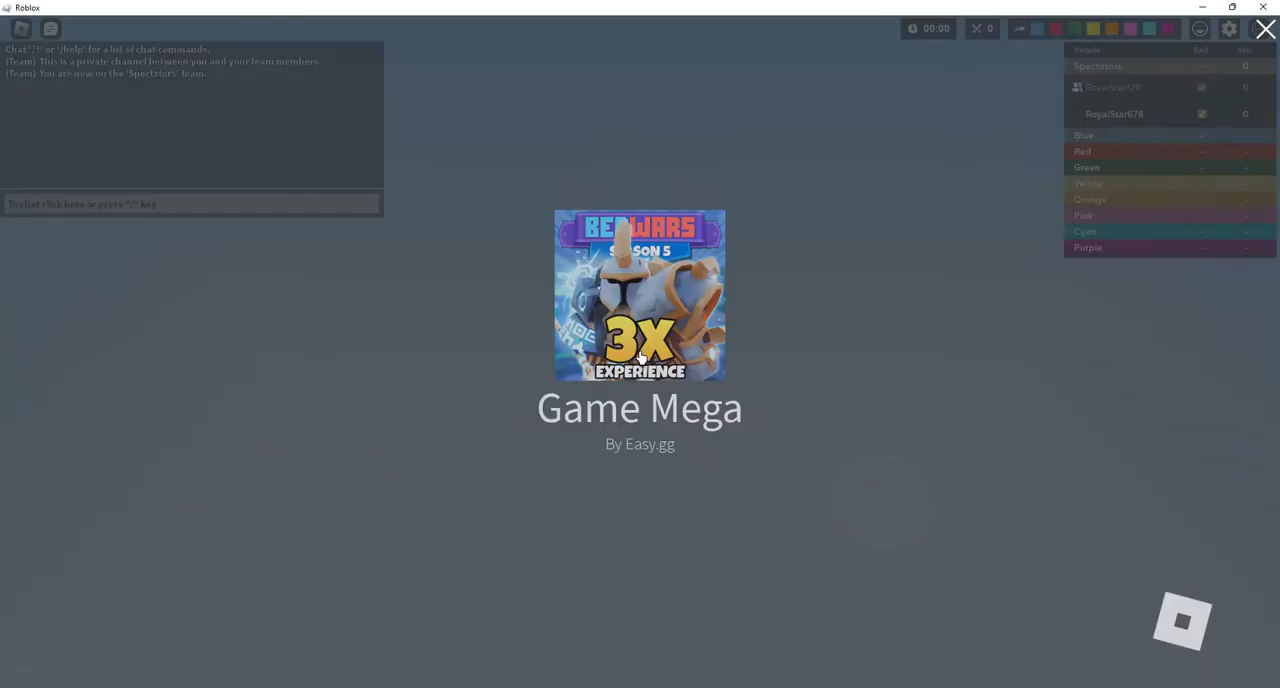 Roblox
00:00
0
Chat '/?' or '/help' for a list of chat commands.
[Team] This is a private channel between you and your team members.
[Team] You are now on the 'Spectators' team.
To chat click here or press "/" key
People Bed Kills
Spectators - 0
RoyalStar120 0
RoyalStar678 0
Blue - -
Red - -
Green - -
Yellow - -
Orange - -
Pink - -
Cyan - -
Purple - -
BEDWARS
SEASON 5
3X
EXPERIENCE
Game Mega
By Easy.gg